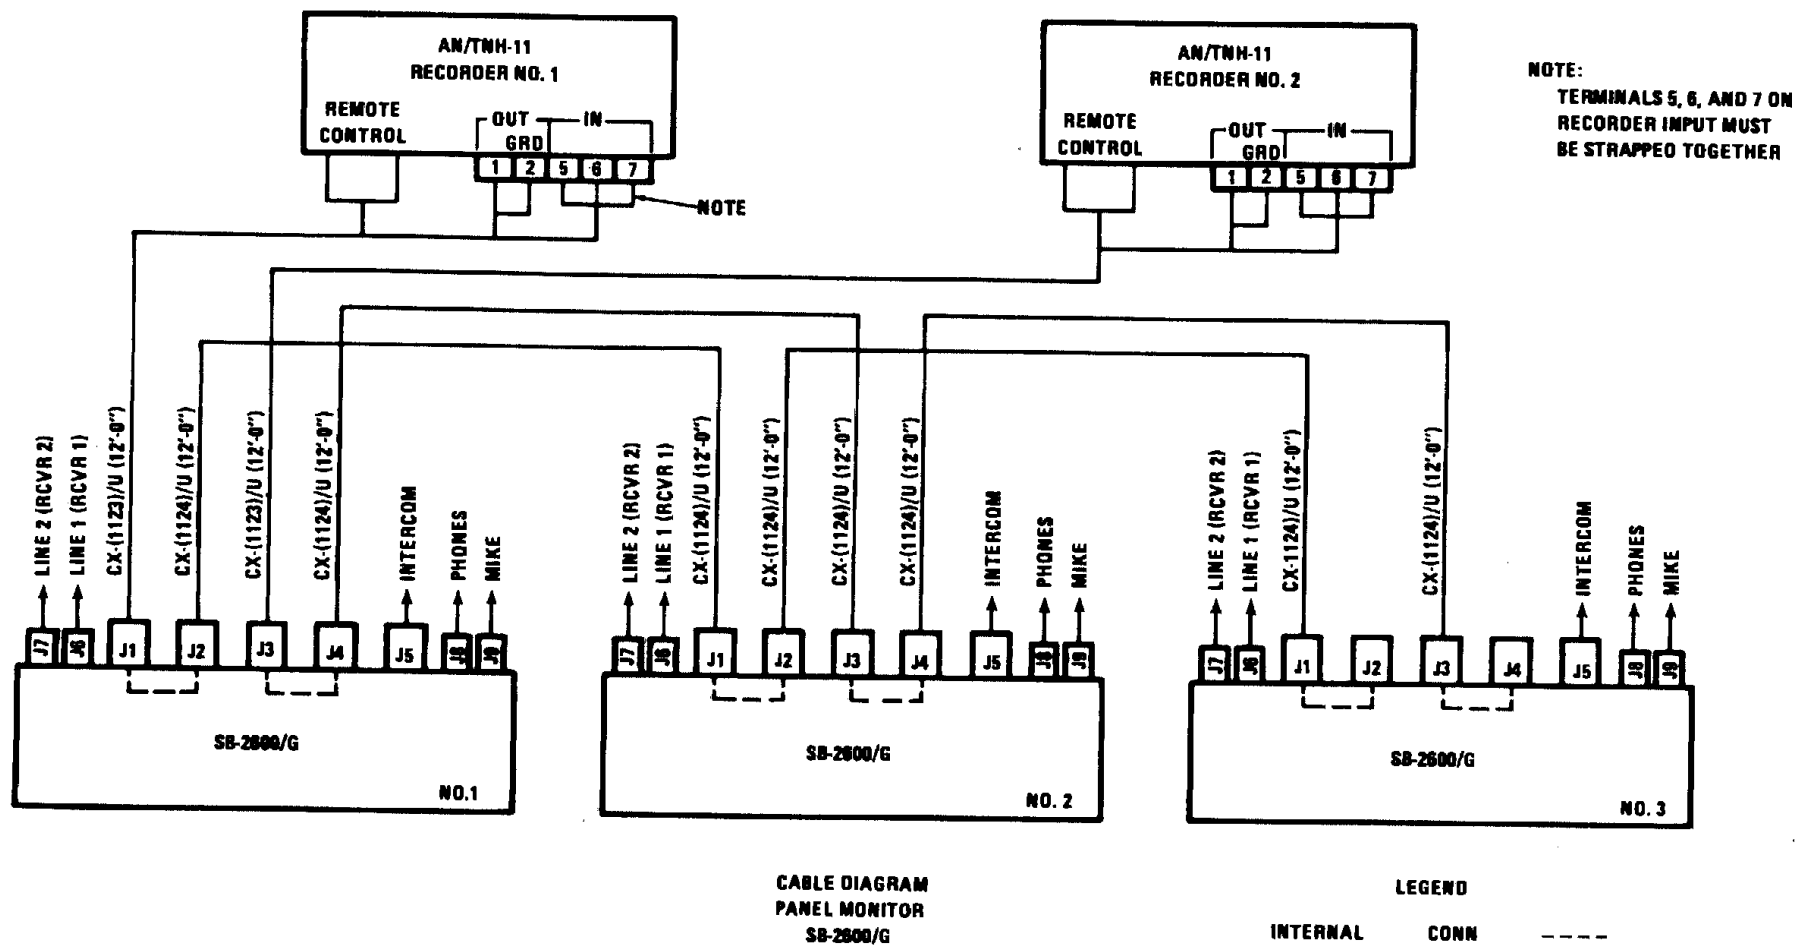 AN/TNH-11
RECORDER NO. 1
REMOTE
CONTROL
OUT
IN
GRD
1 2 5 6 7
NOTE
AN/TNH-11
RECORDER NO. 2
REMOTE
CONTROL
OUT
IN
GRD
1 2 5 6 7
NOTE:
TERMINALS 5, 6, AND 7 ON
RECORDER INPUT MUST
BE STRAPPED TOGETHER
LINE 2 (RCVR 2)
LINE 1 (RCVR 1)
CX-(1123)/U (12'-0")
CX-(1124)/U (12'-0")
CX-(1123)/U (12'-0")
CX-(1124)/U (12'-0")
INTERCOM
PHONES
MIKE
J7 J6 J1 J2 J3 J4 J5 J8 J9
SB-2600/G
NO.1
LINE 2 (RCVR 2)
LINE 1 (RCVR 1)
CX-(1124)/U (12'-0")
CX-(1124)/U (12'-0")
CX-(1124)/U (12'-0")
CX-(1124)/U (12'-0")
INTERCOM
PHONES
MIKE
J7 J6 J1 J2 J3 J4 J5 J8 J9
SB-2600/G
NO. 2
LINE 2 (RCVR 2)
LINE 1 (RCVR 1)
CX-1124)/U (12'-0")
CX-(1124)/U (12'-0")
INTERCOM
PHONES
MIKE
J7 J6 J1 J2 J3 J4 J5 J8 J9
SB-2600/G
NO. 3
CABLE DIAGRAM
PANEL MONITOR
SB-2600/G
LEGEND
INTERNAL CONN